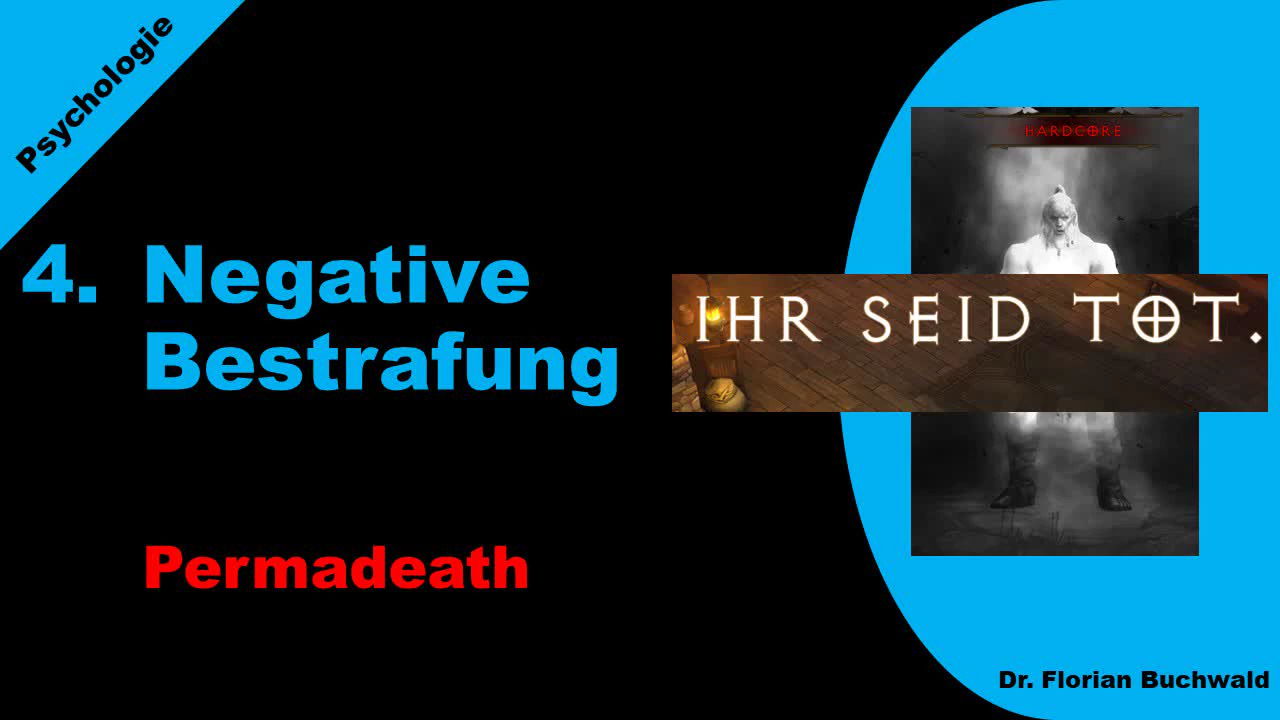 Psychologie
4. Negative
Bestrafung
Permadeath
HARDCORE
IHR SEID TOT.
Dr. Florian Buchwald